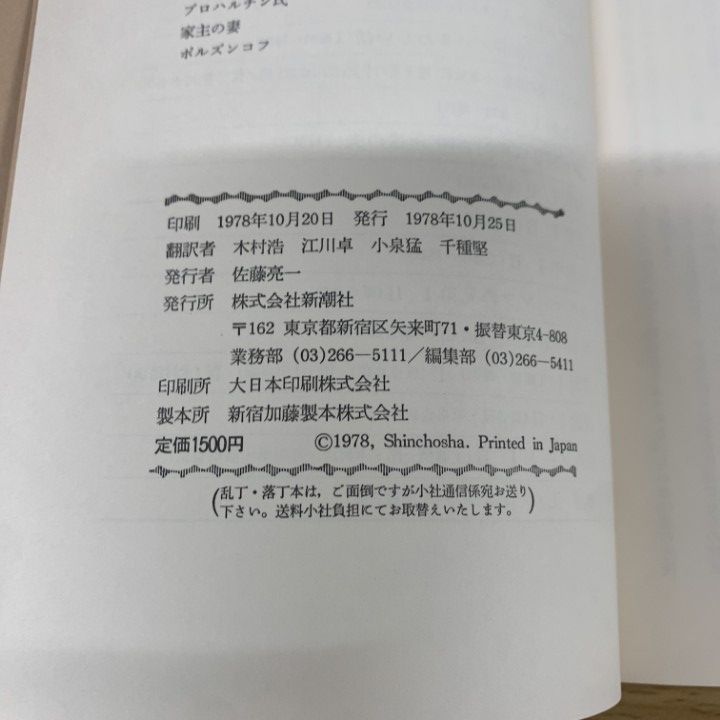 プロハルチン氏
家主の妻
ポルズンコフ
印刷 1978年10月20日 発行 1978年10月25日
翻訳者 木村浩 江川卓 小泉猛 千種堅
発行者 佐藤亮一
発行所 株式会社新潮社
〒162 東京都新宿区矢来町71・振替東京4-808
業務部 (03)266-5111/編集部 (03)266-5411
印刷所 大日本印刷株式会社
製本所 新宿加藤製本株式会社
定価1500円 ©1978, Shinchosha. Printed in Japan
(乱丁・落丁本は,ご面倒ですが小社通信係宛お送り
下さい。送料小社負担にてお取替えいたします。)